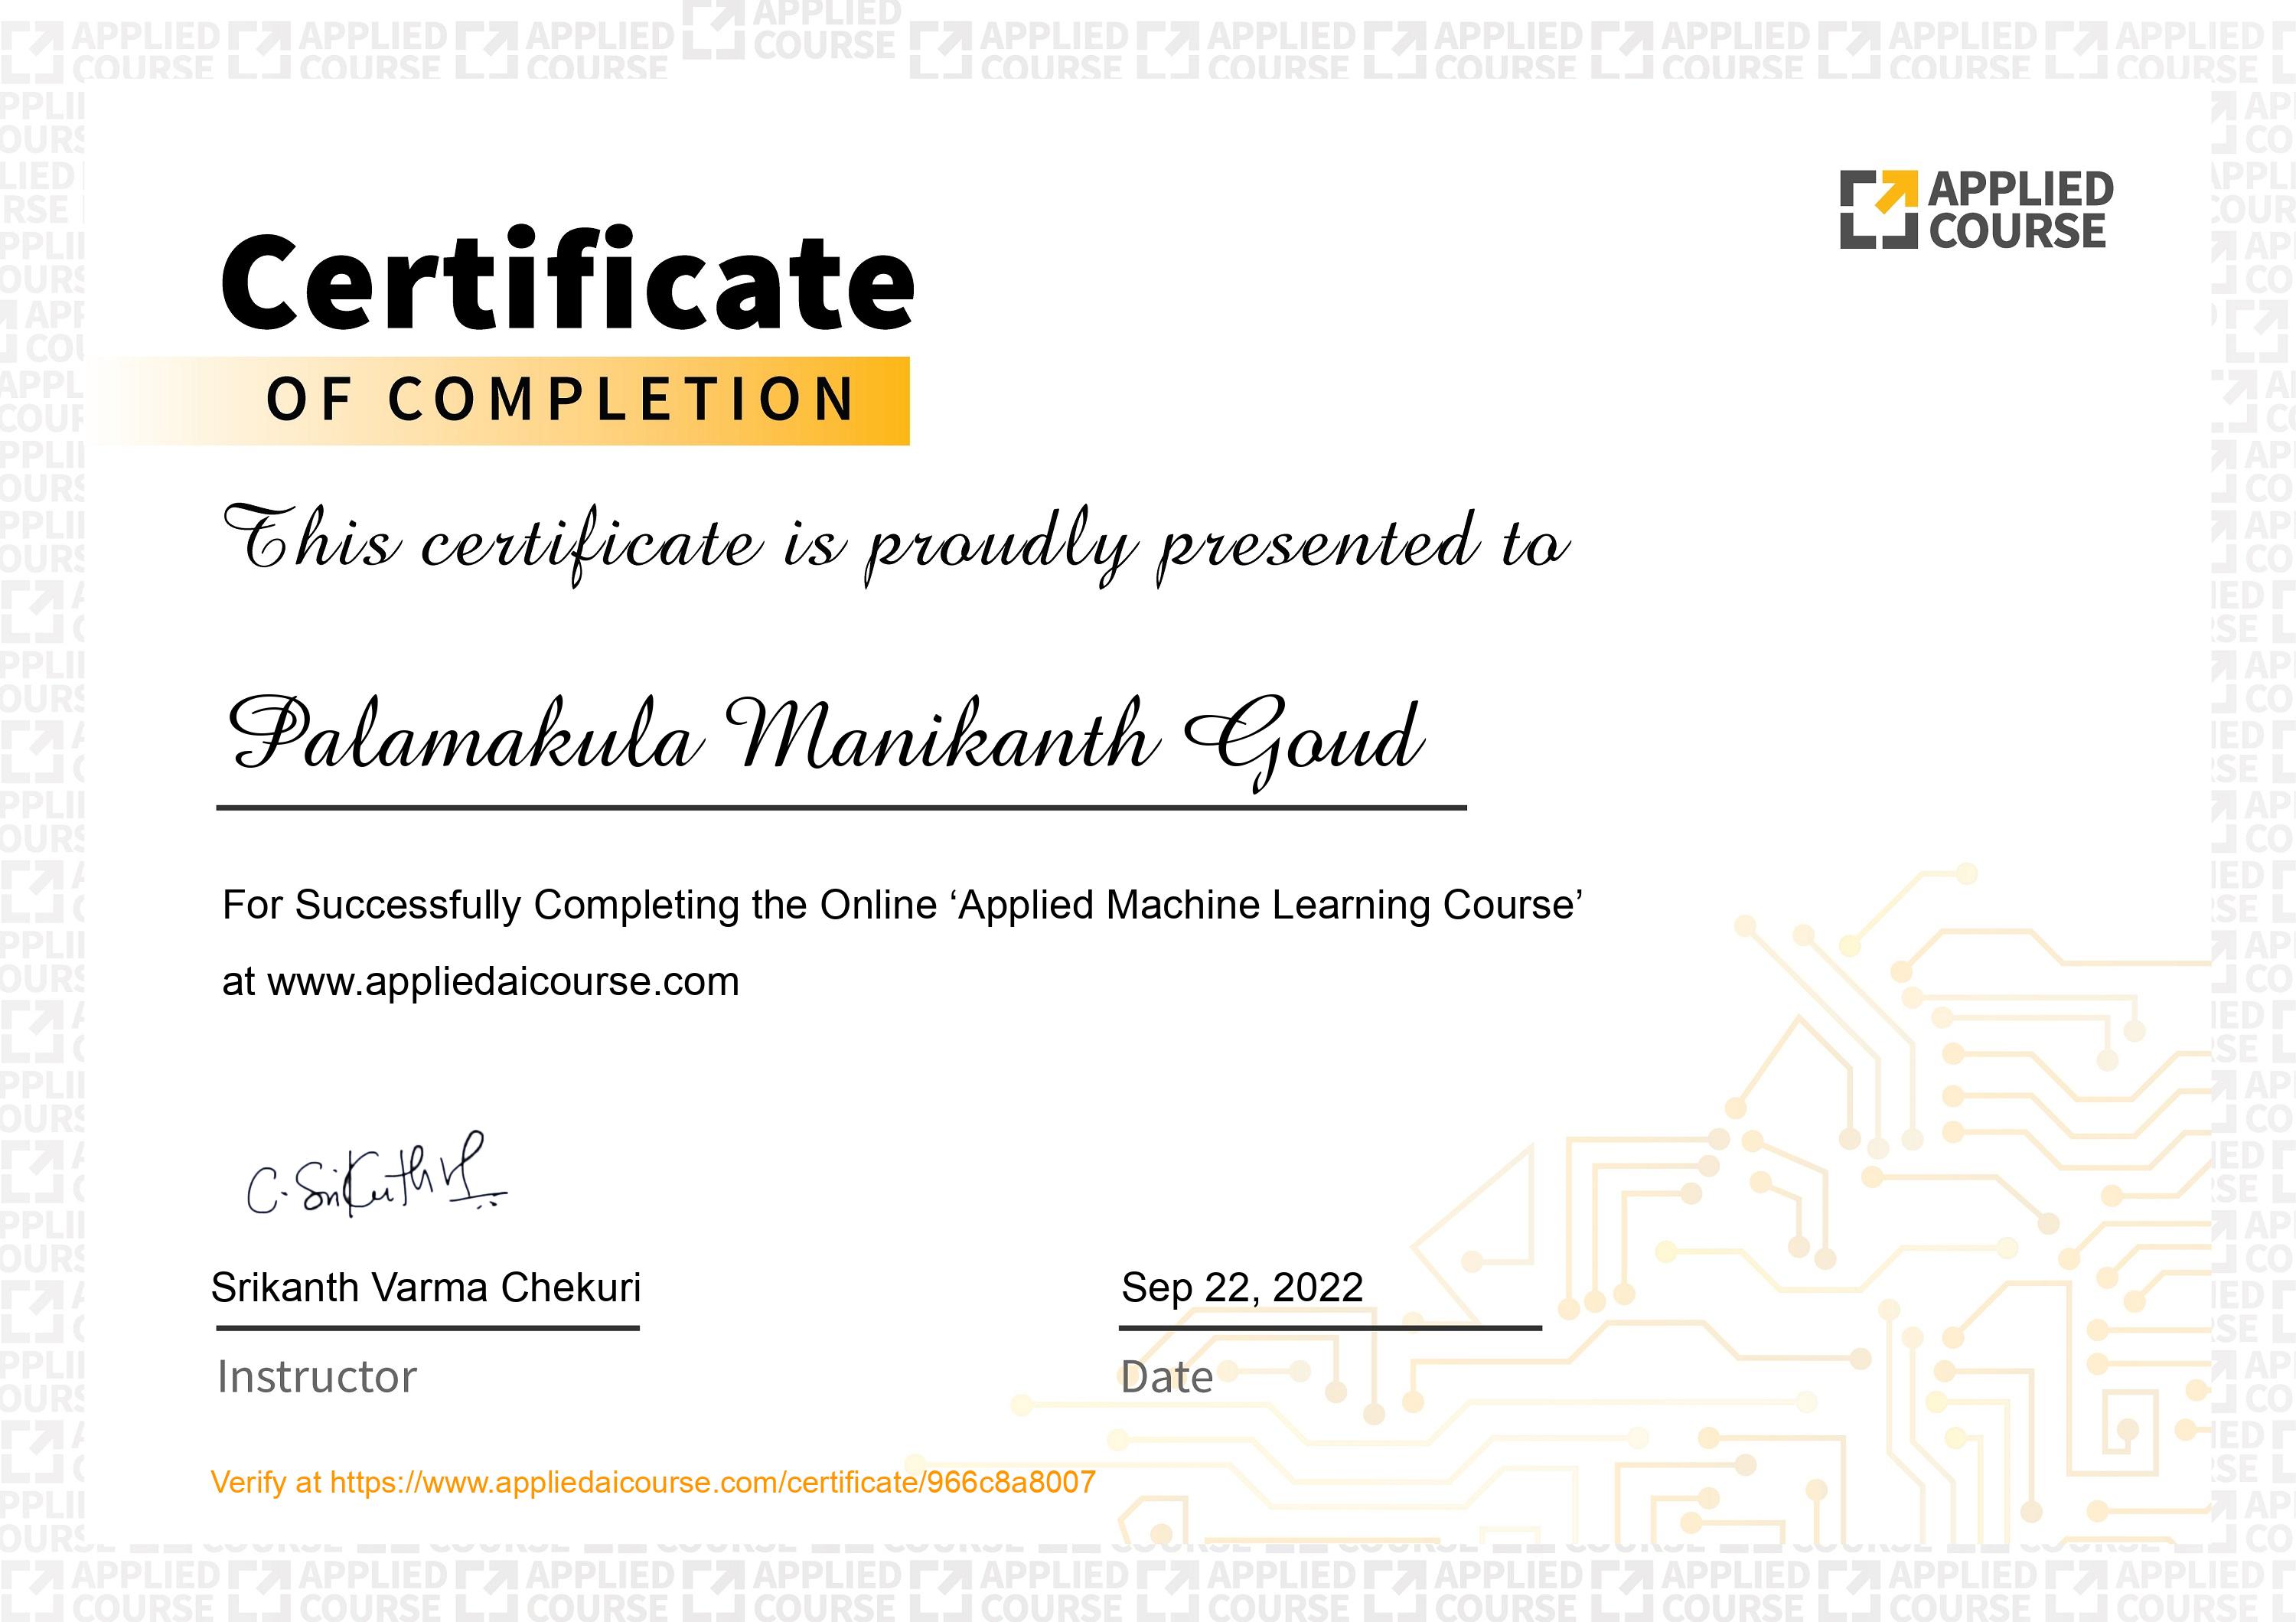 APPLIED
COURSE
Certificate
OF COMPLETION
This certificate is proudly presented to
Palamakula Manikanth Goud
For Successfully Completing the Online ‘Applied Machine Learning Course’
at www.appliedaicourse.com
C. Srikanth V
Srikanth Varma Chekuri
Sep 22, 2022
Instructor
Date
Verify at https://www.appliedaicourse.com/certificate/966c8a8007